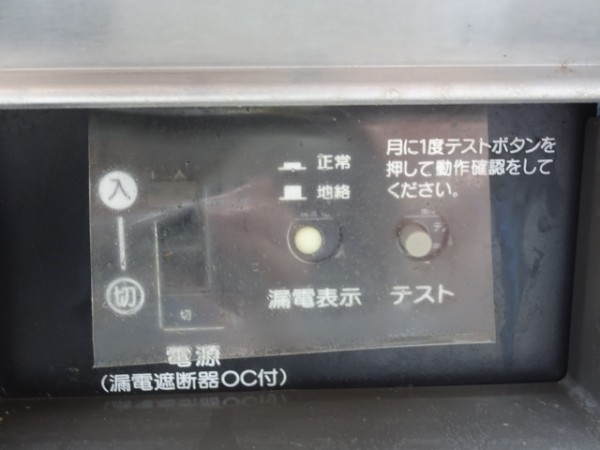 入
切
切
正常
地絡
月に1度テストボタンを
押して動作確認をして
ください。
漏電表示
テスト
電源
(漏電遮断器OC付)